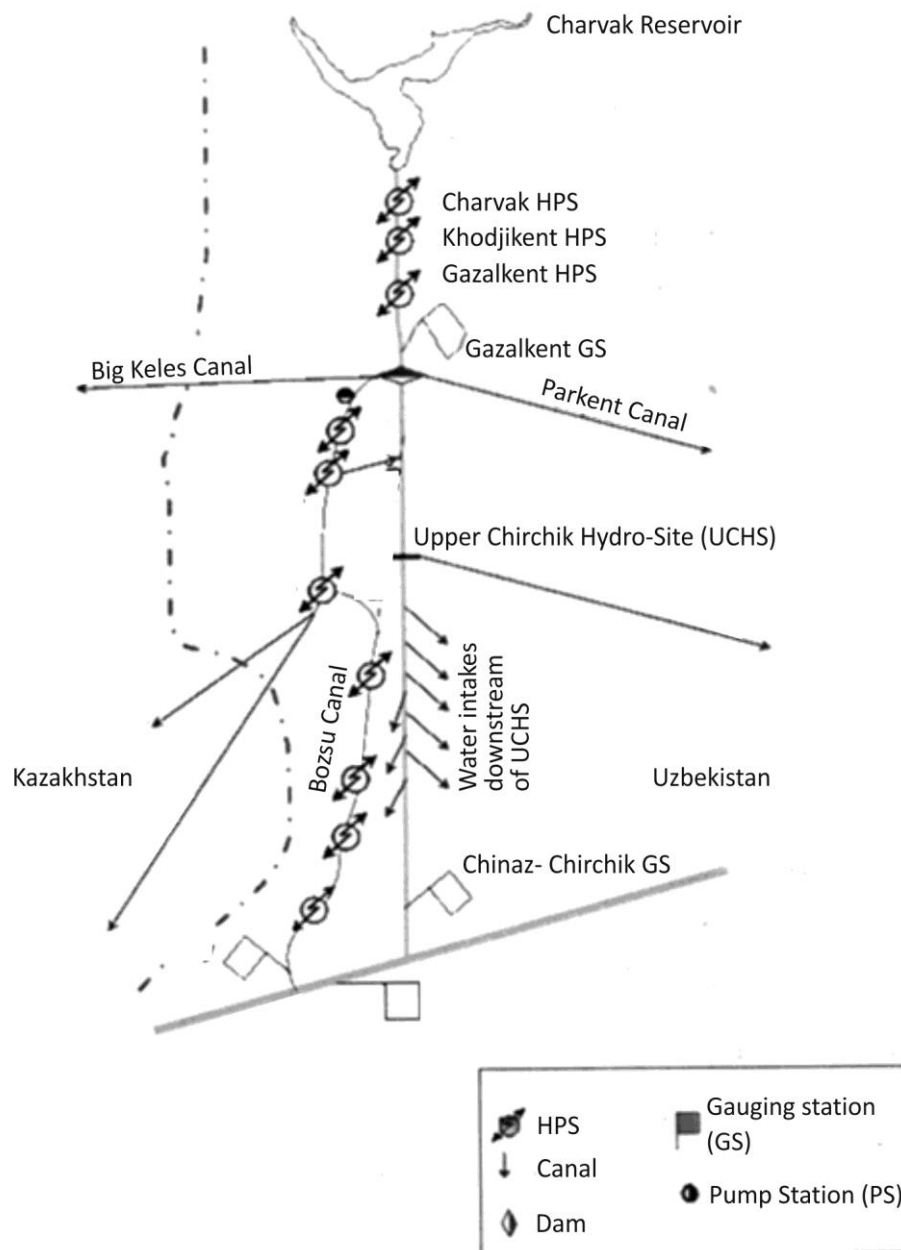 Charvak Reservoir
Charvak HPS
Khodjikent HPS
Gazalkent HPS
Gazalkent GS
Big Keles Canal
Parkent Canal
Upper Chirchik Hydro-Site (UCHS)
Bozsu Canal
Water intakes
downstream
of UCHS
Kazakhstan
Uzbekistan
Chinaz- Chirchik GS
HPS
Canal
Dam
Gauging station
(GS)
Pump Station (PS)